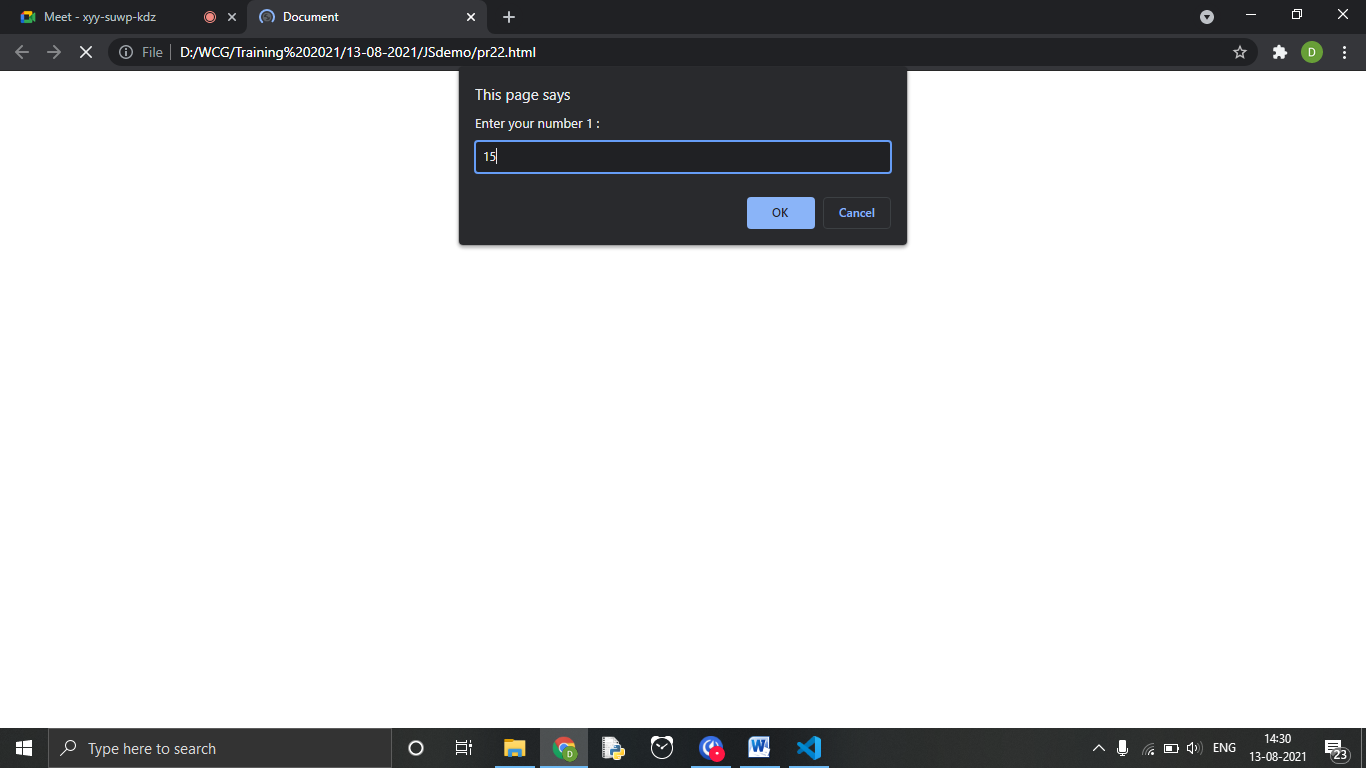 Meet - xyy-suwp-kdz
Document
File
D:/WCG/Training%202021/13-08-2021/JSdemo/pr22.html
D
This page says
Enter your number 1 :
15
OK
Cancel
Type here to search
D
W
ENG
14:30
13-08-2021
23